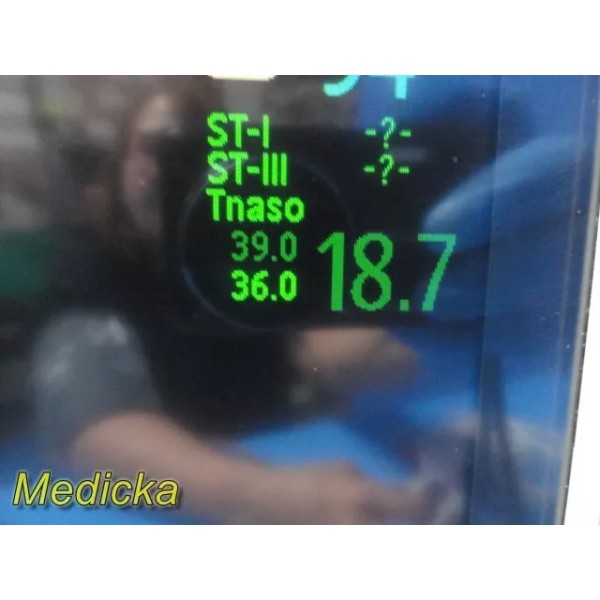 ST-I -?-
ST-III -?-
Tnaso
39.0
36.0 18.7
Medicka